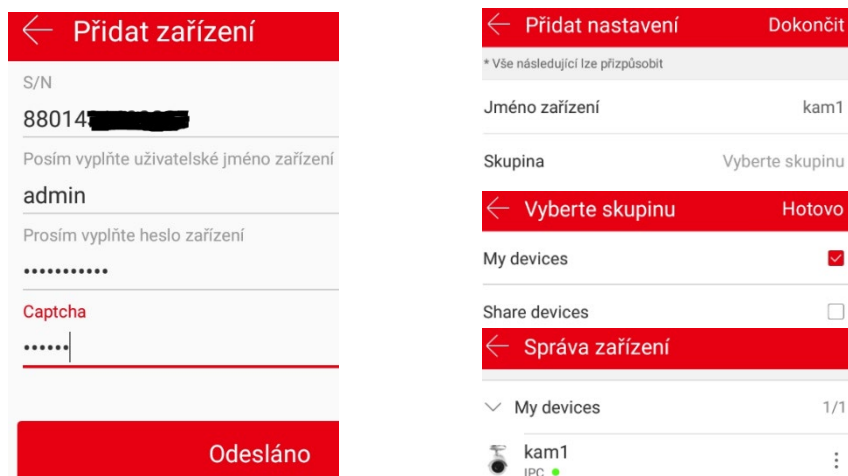 Přidat zařízení
S/N
88014
Posím vyplňte uživatelské jméno zařízení
admin
Prosím vyplňte heslo zařízení
•••••••••••
Captcha
••••••
Odesláno
Přidat nastavení Dokončit
* Vše následující lze přizpůsobit
Jméno zařízení kam1
Skupina Vyberte skupinu
Vyberte skupinu Hotovo
My devices
Share devices
Správa zařízení
My devices 1/1
kam1
IPC